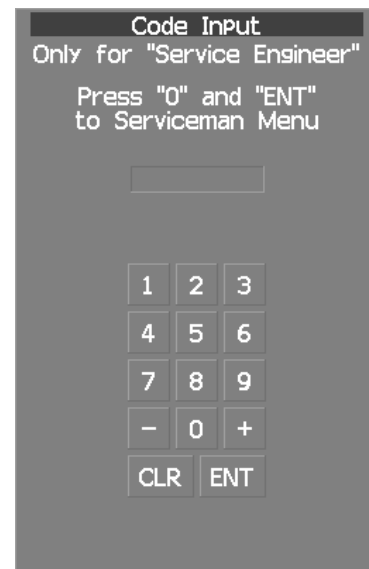 Code Input
Only for "Service Engineer"
Press "0" and "ENT"
to Serviceman Menu
1 2 3
4 5 6
7 8 9
- 0 +
CLR ENT